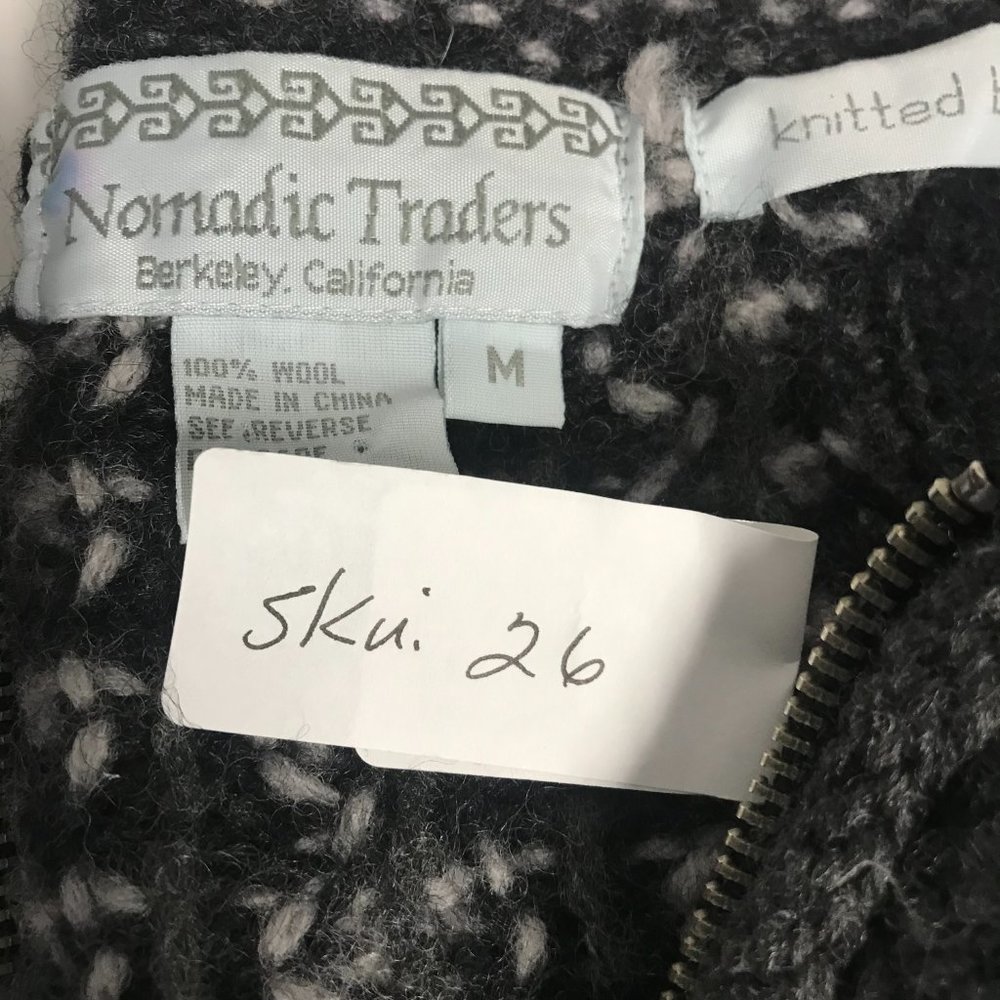 Nomadic Traders
Berkeley. California
knitted
100% WOOL
MADE IN CHINA
SEE REVERSE
M
Sku: 26